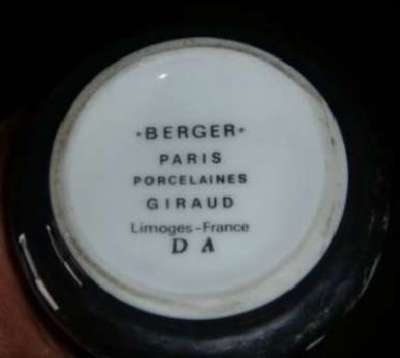 •BERGER•
PARIS
PORCELAINES
GIRAUD
Limoges-France
D A